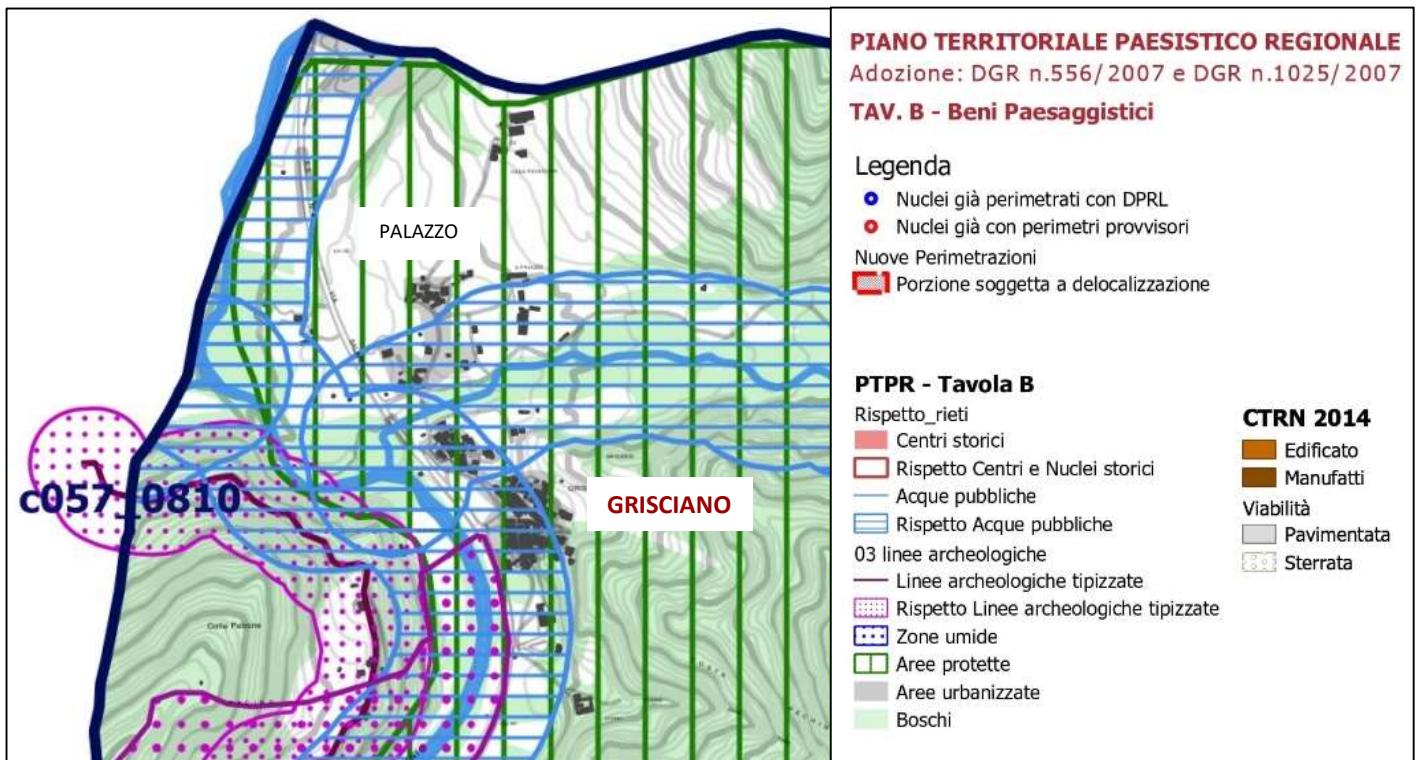 PALAZZO
GRISCIANO
c057_0810
Colle Pelrone
PIANO TERRITORIALE PAESISTICO REGIONALE
Adozione: DGR n.556/2007 e DGR n.1025/2007
TAV. B - Beni Paesaggistici
Legenda
Nuclei già perimetrati con DPRL
Nuclei già con perimetri provvisori
Nuove Perimetrazioni
Porzione soggetta a delocalizzazione
PTPR - Tavola B
Rispetto_rieti
Centri storici
Rispetto Centri e Nuclei storici
Acque pubbliche
Rispetto Acque pubbliche
03 linee archeologiche
Linee archeologiche tipizzate
Rispetto Linee archeologiche tipizzate
Zone umide
Aree protette
Aree urbanizzate
Boschi
CTRN 2014
Edificato
Manufatti
Viabilità
Pavimentata
Sterrata